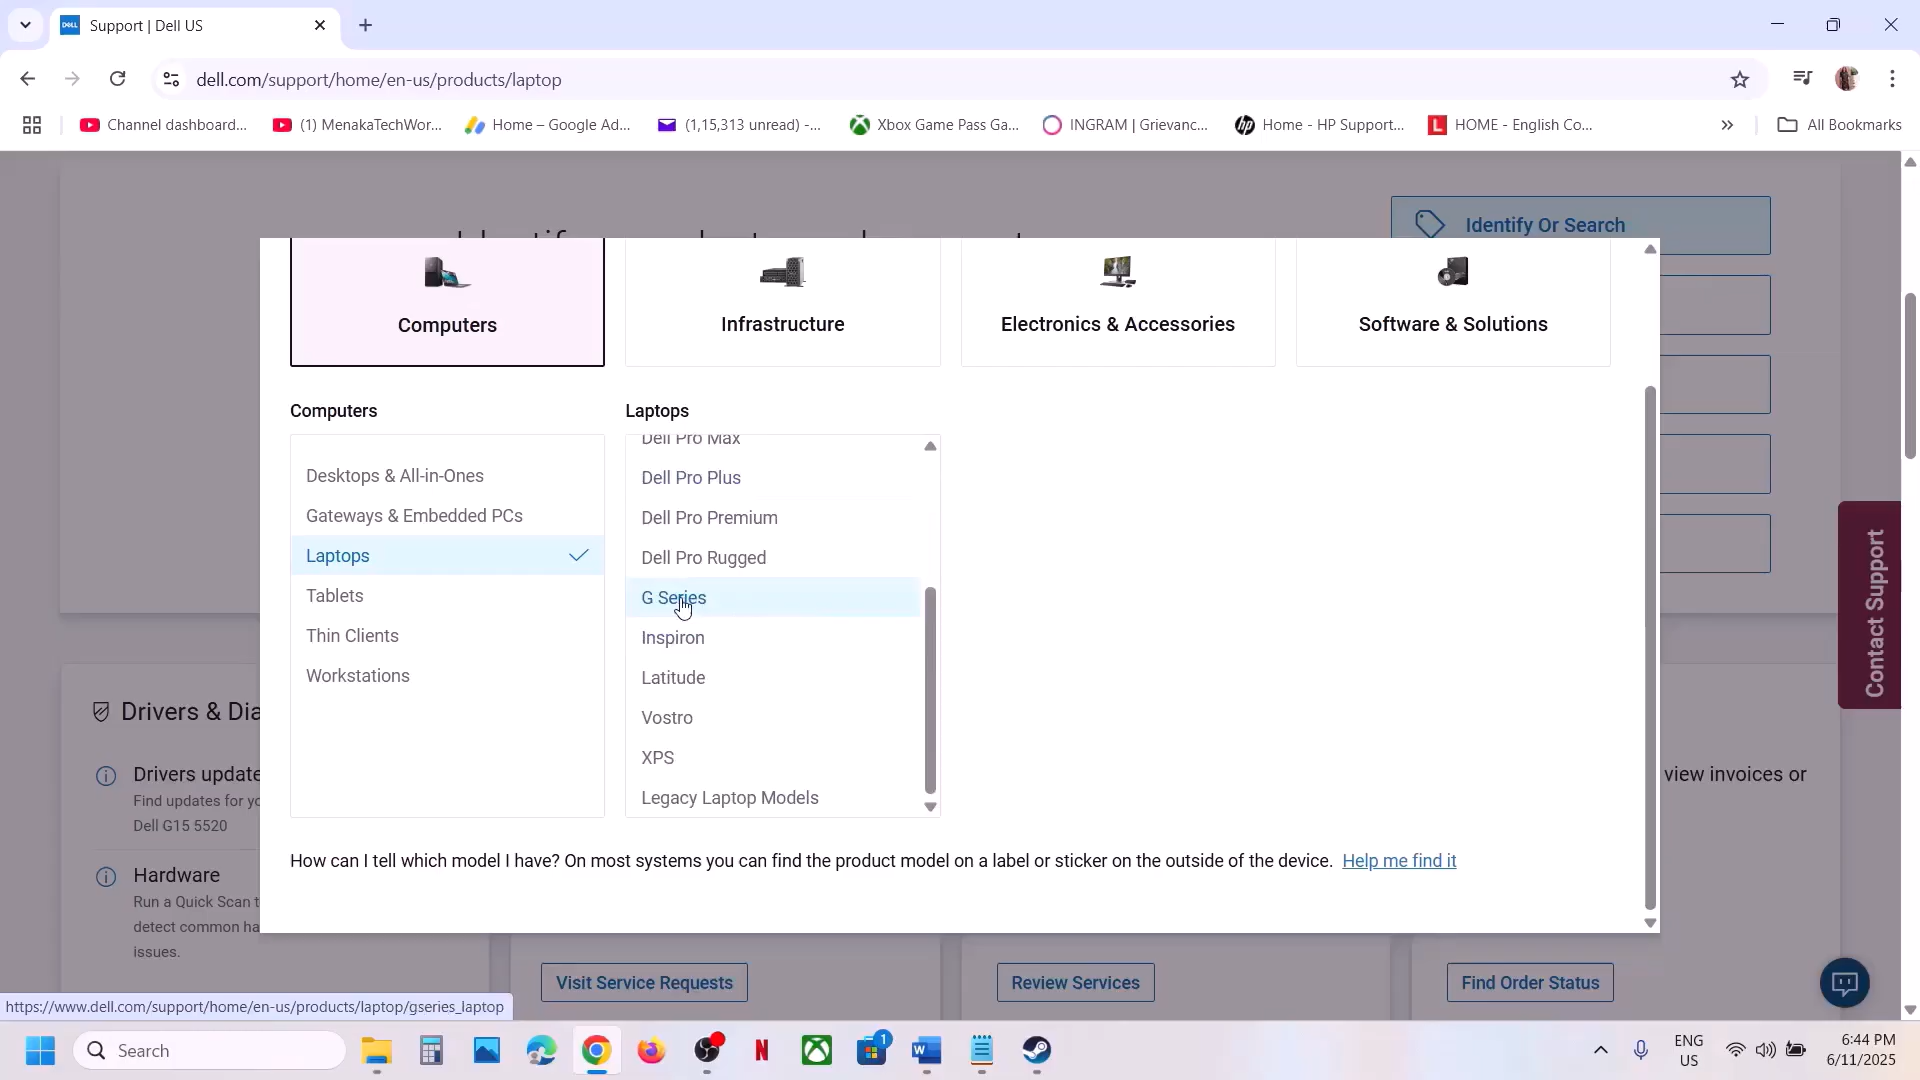 Support | Dell US
dell.com/support/home/en-us/products/laptop
Channel dashboard...
(1) MenakaTechWor...
Home – Google Ad...
(1,15,313 unread) -...
Xbox Game Pass Ga...
INGRAM | Grievanc...
Home - HP Support...
HOME - English Co...
All Bookmarks
Identify Or Search
Computers
Infrastructure
Electronics & Accessories
Software & Solutions
Computers
Laptops
Desktops & All-in-Ones
Gateways & Embedded PCs
Laptops
Tablets
Thin Clients
Workstations
Dell Pro Max
Dell Pro Plus
Dell Pro Premium
Dell Pro Rugged
G Series
Inspiron
Latitude
Vostro
XPS
Legacy Laptop Models
How can I tell which model I have? On most systems you can find the product model on a label or sticker on the outside of the device. Help me find it
Contact Support
Drivers & Dia
Drivers update
Find updates for yo
Dell G15 5520
Hardware
Run a Quick Scan t
detect common ha
issues.
view invoices or
Visit Service Requests
Review Services
Find Order Status
https://www.dell.com/support/home/en-us/products/laptop/gseries_laptop
Search
1
ENG
US
6:44 PM
6/11/2025